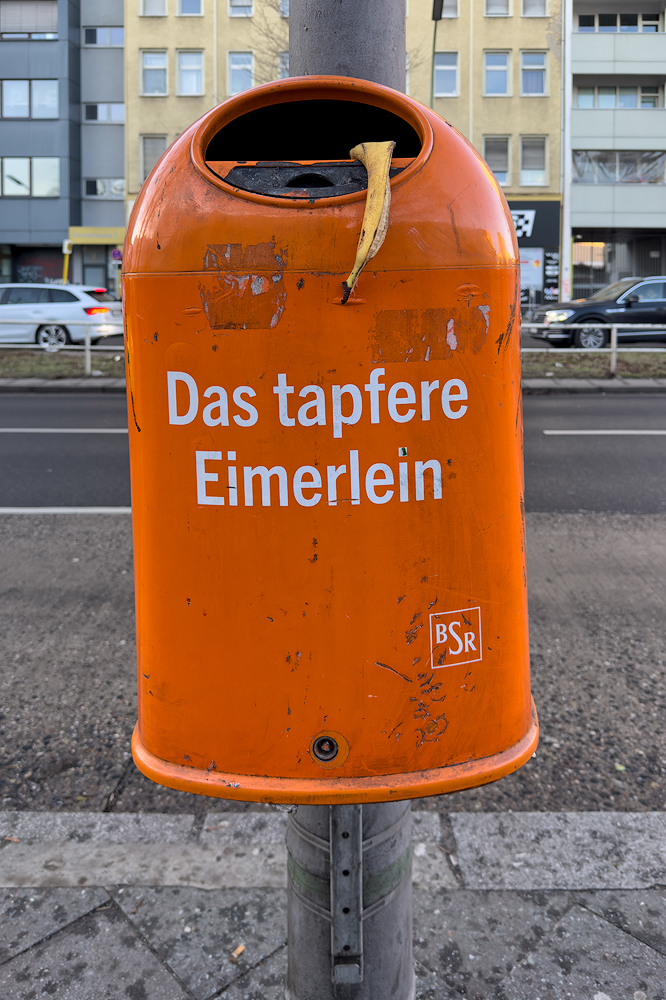 Das tapfere
Eimerlein
BSR